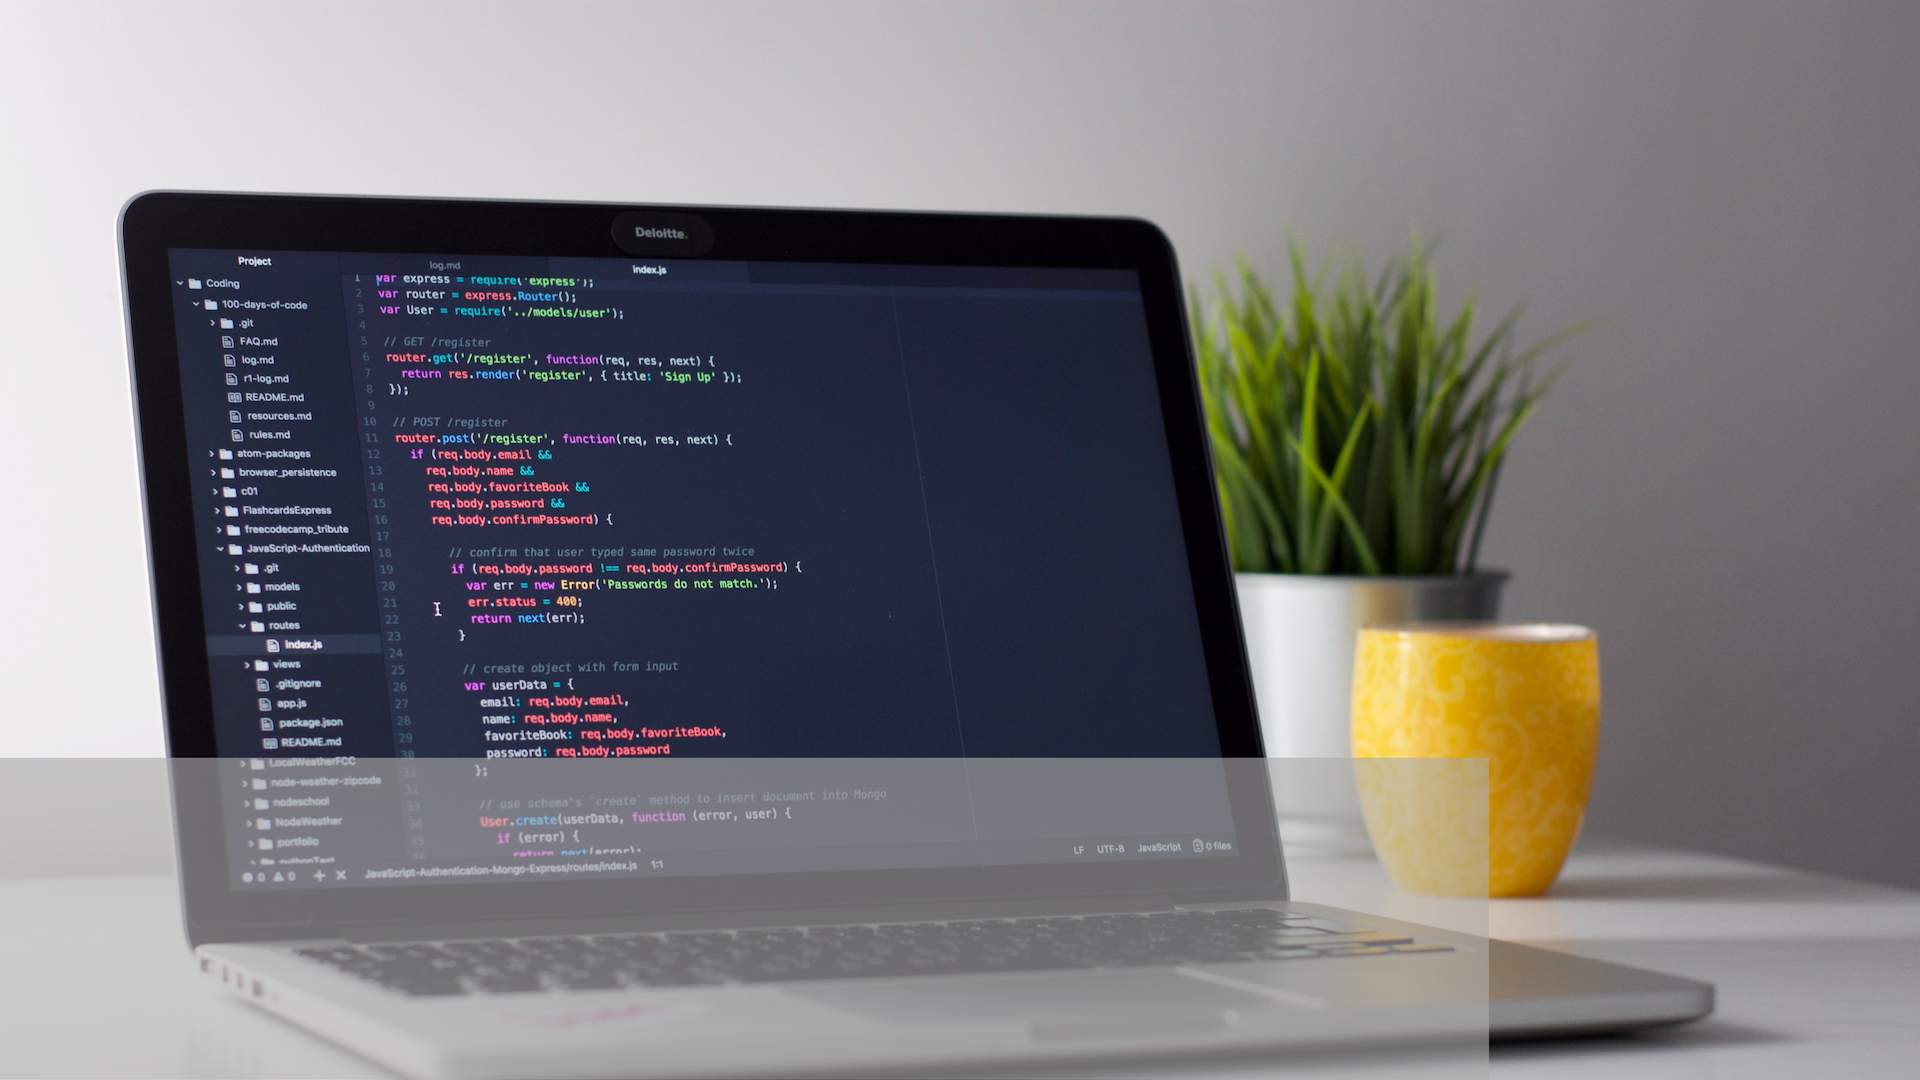 Deloitte.
Project
log.md
index.js
Coding
100-days-of-code
.git
FAQ.md
log.md
r1-log.md
README.md
resources.md
rules.md
atom-packages
browser_persistence
c01
FlashcardsExpress
freecodecamp_tribute
JavaScript-Authentication
.git
models
public
routes
index.js
views
.gitignore
app.js
package.json
README.md
LocalWeatherFCC
node-weather-zipcode
nodeschool
NodeWeather
portfolio
pythonTest
1 var express = require('express');
2 var router = express.Router();
3 var User = require('../models/user');
4
5 // GET /register
6 router.get('/register', function(req, res, next) {
7 return res.render('register', { title: 'Sign Up' });
8 });
9
10 // POST /register
11 router.post('/register', function(req, res, next) {
12 if (req.body.email &&
13 req.body.name &&
14 req.body.favoriteBook &&
15 req.body.password &&
16 req.body.confirmPassword) {
17
18 // confirm that user typed same password twice
19 if (req.body.password !== req.body.confirmPassword) {
20 var err = new Error('Passwords do not match.');
21 err.status = 400;
22 return next(err);
23 }
24
25 // create object with form input
26 var userData = {
27 email: req.body.email,
28 name: req.body.name,
29 favoriteBook: req.body.favoriteBook,
30 password: req.body.password
31 };
32
33 // use schema's `create` method to insert document into Mongo
34 User.create(userData, function (error, user) {
35 if (error) {
36 return next(error);
0 0 + × JavaScript-Authentication-Mongo-Express/routes/index.js 1:1
LF UTF-8 JavaScript 0 files